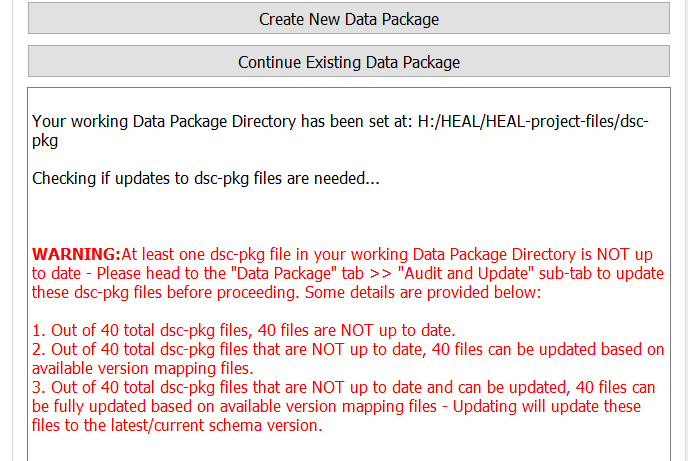 Create New Data Package
Continue Existing Data Package
Your working Data Package Directory has been set at: H:/HEAL/HEAL-project-files/dsc-
pkg
Checking if updates to dsc-pkg files are needed...
WARNING:At least one dsc-pkg file in your working Data Package Directory is NOT up
to date - Please head to the "Data Package" tab >> "Audit and Update" sub-tab to update
these dsc-pkg files before proceeding. Some details are provided below:
1. Out of 40 total dsc-pkg files, 40 files are NOT up to date.
2. Out of 40 total dsc-pkg files that are NOT up to date, 40 files can be updated based on
available version mapping files.
3. Out of 40 total dsc-pkg files that are NOT up to date and can be updated, 40 files can
be fully updated based on available version mapping files - Updating will update these
files to the latest/current schema version.